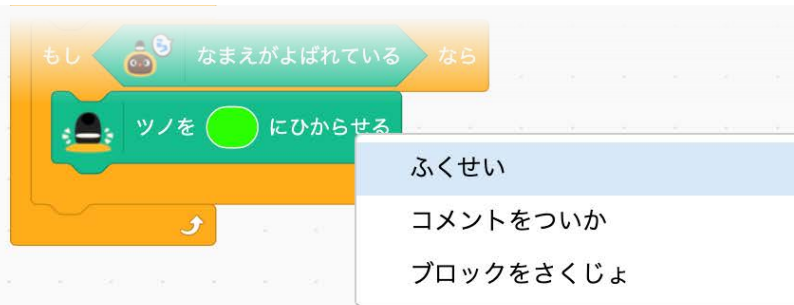 もし なまえがよばれている なら
ツノを にひからせる
ふくせい
コメントをついか
ブロックをさくじょ